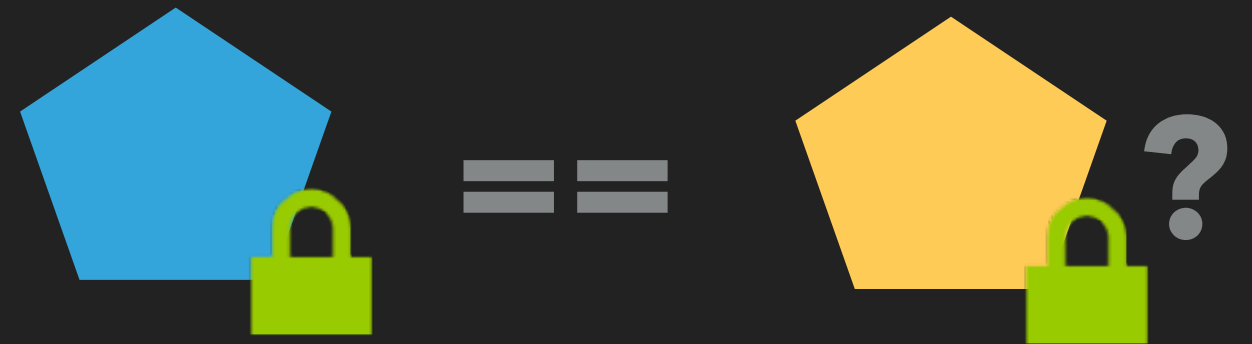 == ?